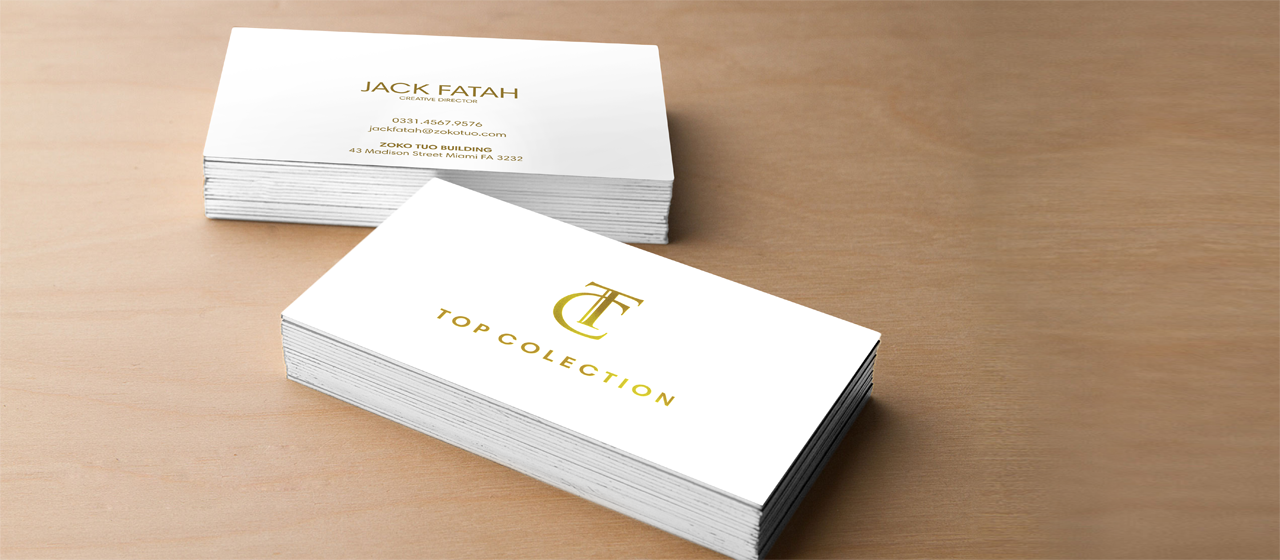 JACK FATAH
CREATIVE DIRECTOR
0331.4567.9576
jackfatah@zokotuo.com
ZOKO TUO BUILDING
43 Madison Street Miami FA 3232
TC
TOP COLECTION